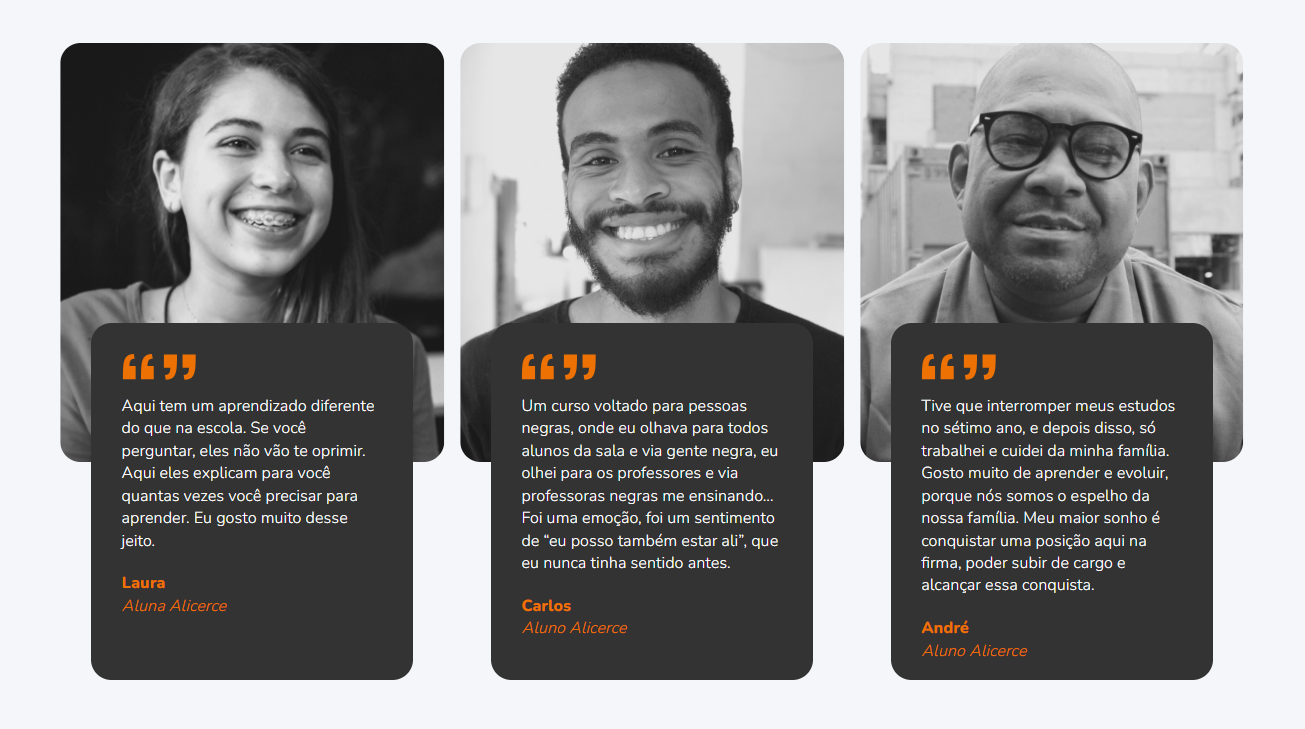 Aqui tem um aprendizado diferente
do que na escola. Se você
perguntar, eles não vão te oprimir.
Aqui eles explicam para você
quantas vezes você precisar para
aprender. Eu gosto muito desse
jeito.
Laura
Aluna Alicerce
Um curso voltado para pessoas
negras, onde eu olhava para todos
alunos da sala e via gente negra, eu
olhei para os professores e via
professoras negras me ensinando...
Foi uma emoção, foi um sentimento
de “eu posso também estar ali”, que
eu nunca tinha sentido antes.
Carlos
Aluno Alicerce
Tive que interromper meus estudos
no sétimo ano, e depois disso, só
trabalhei e cuidei da minha família.
Gosto muito de aprender e evoluir,
porque nós somos o espelho da
nossa família. Meu maior sonho é
conquistar uma posição aqui na
firma, poder subir de cargo e
alcançar essa conquista.
André
Aluno Alicerce